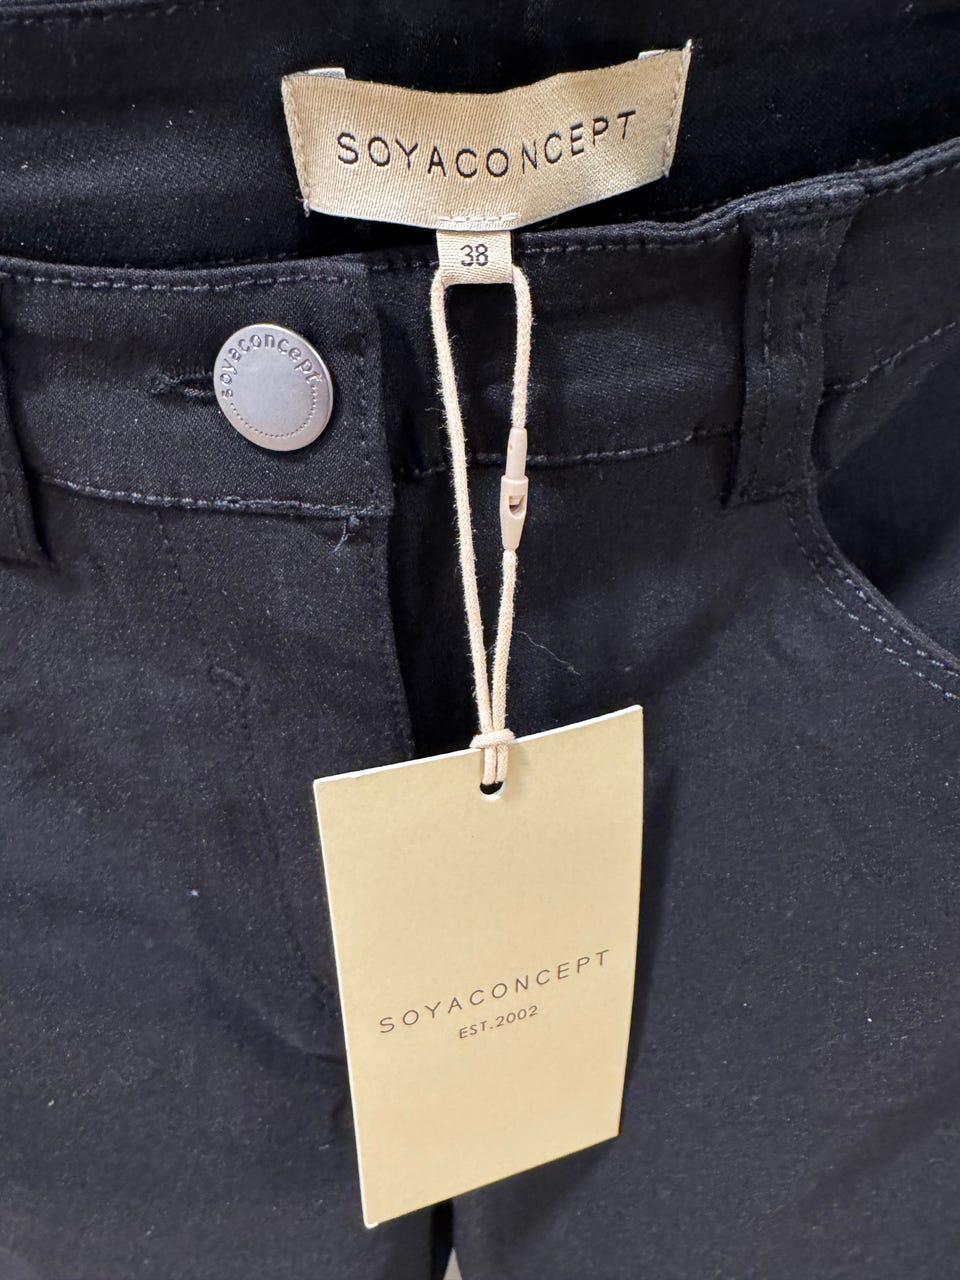 SOYACONCEPT
38
soyaconcept
SOYACONCEPT
EST.2002